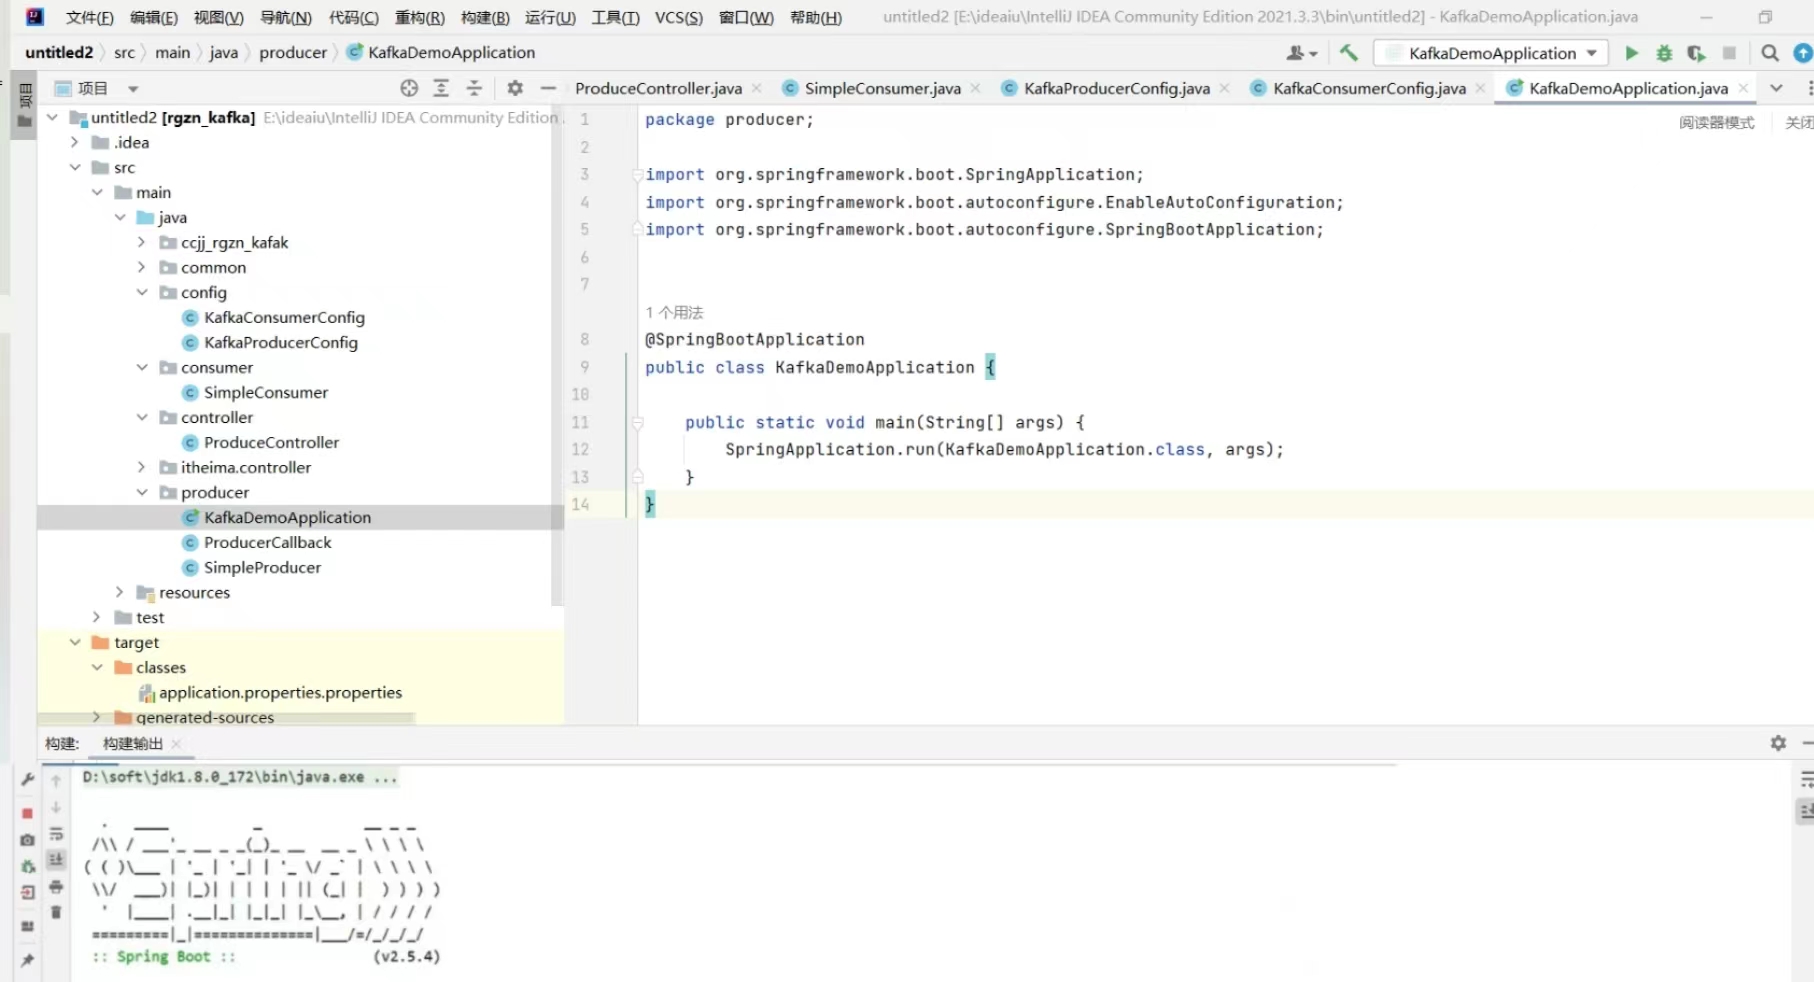 文件(F) 编辑(E) 视图(V) 导航(N) 代码(C) 重构(R) 构建(B) 运行(U) 工具(T) VCS(S) 窗口(W) 帮助(H) untitled2 [E:\ideaiu\IntelliJ IDEA Community Edition 2021.3.3\bin\untitled2] - KafkaDemoApplication.java
untitled2 src main java producer KafkaDemoApplication KafkaDemoApplication
项目
项目 ProduceController.java SimpleConsumer.java KafkaProducerConfig.java KafkaConsumerConfig.java KafkaDemoApplication.java
untitled2 [rgzn_kafka] E:\ideaiu\IntelliJ IDEA Community Edition
.idea
src
main
java
ccjj_rgzn_kafak
common
config
KafkaConsumerConfig
KafkaProducerConfig
consumer
SimpleConsumer
controller
ProduceController
itheima.controller
producer
KafkaDemoApplication
ProducerCallback
SimpleProducer
resources
test
target
classes
application.properties.properties
generated-sources
阅读器模式 关闭
1 package producer;
2
3 import org.springframework.boot.SpringApplication;
4 import org.springframework.boot.autoconfigure.EnableAutoConfiguration;
5 import org.springframework.boot.autoconfigure.SpringBootApplication;
6
7
1 个用法
8 @SpringBootApplication
9 public class KafkaDemoApplication {
10
11 public static void main(String[] args) {
12 SpringApplication.run(KafkaDemoApplication.class, args);
13 }
14 }
构建: 构建输出
D:\soft\jdk1.8.0_172\bin\java.exe ...
:: Spring Boot :: (v2.5.4)